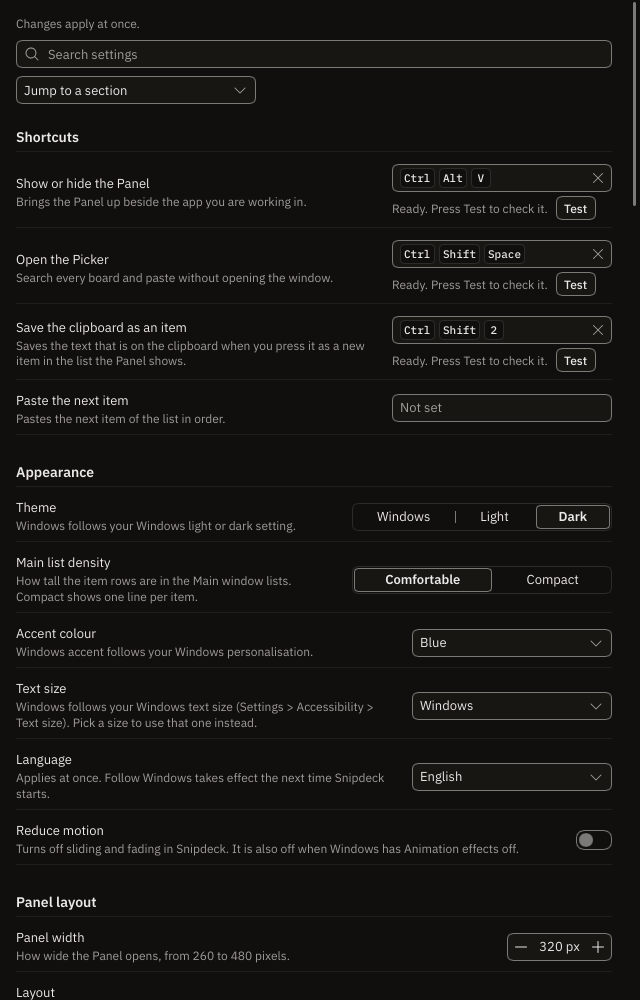 Changes apply at once.
Search settings
Jump to a section
Shortcuts
Show or hide the Panel
Brings the Panel up beside the app you are working in.
Ctrl Alt V
Ready. Press Test to check it. Test
Open the Picker
Search every board and paste without opening the window.
Ctrl Shift Space
Ready. Press Test to check it. Test
Save the clipboard as an item
Saves the text that is on the clipboard when you press it as a new
item in the list the Panel shows.
Ctrl Shift 2
Ready. Press Test to check it. Test
Paste the next item
Pastes the next item of the list in order.
Not set
Appearance
Theme
Windows follows your Windows light or dark setting.
Windows | Light Dark
Main list density
How tall the item rows are in the Main window lists.
Compact shows one line per item.
Comfortable Compact
Accent colour
Windows accent follows your Windows personalisation.
Blue
Text size
Windows follows your Windows text size (Settings > Accessibility >
Text size). Pick a size to use that one instead.
Windows
Language
Applies at once. Follow Windows takes effect the next time Snipdeck
starts.
English
Reduce motion
Turns off sliding and fading in Snipdeck. It is also off when Windows has Animation effects off.
Panel layout
Panel width
How wide the Panel opens, from 260 to 480 pixels.
320 px
Layout